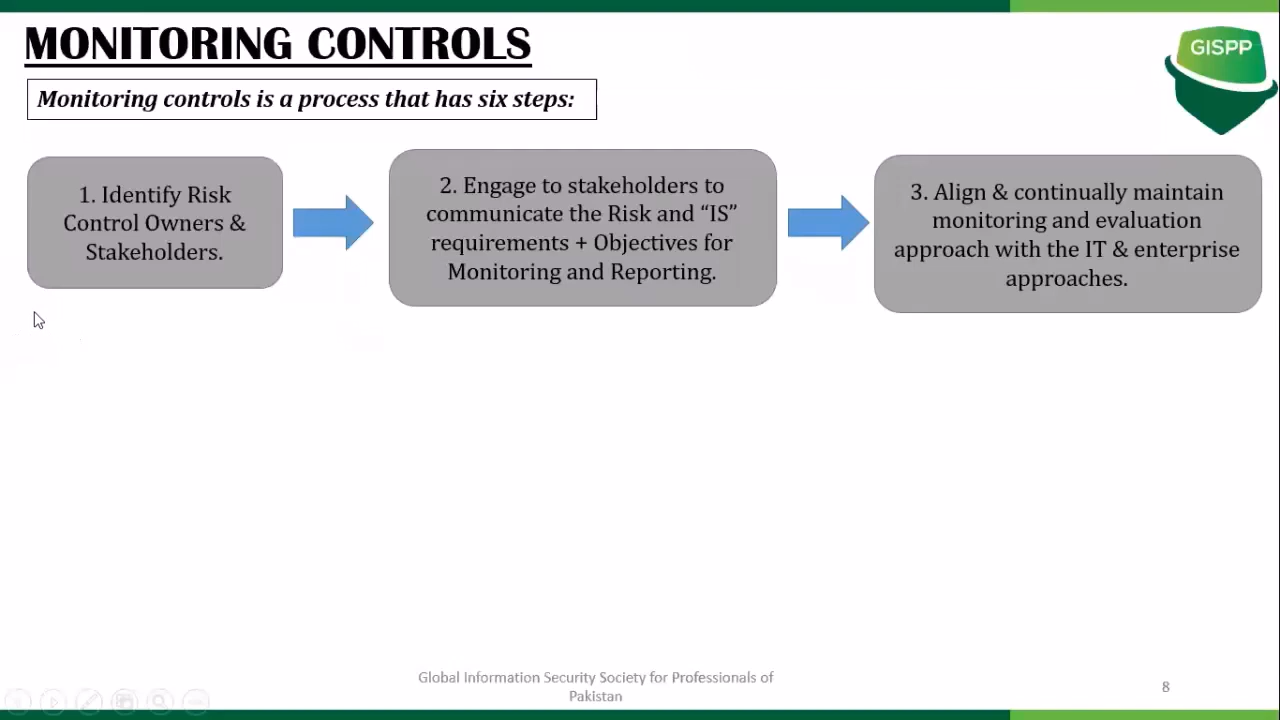 MONITORING CONTROLS
GISPP
Monitoring controls is a process that has six steps:
1. Identify Risk
Control Owners &
Stakeholders.
2. Engage to stakeholders to
communicate the Risk and “IS”
requirements + Objectives for
Monitoring and Reporting.
3. Align & continually maintain
monitoring and evaluation
approach with the IT & enterprise
approaches.
Global Information Security Society for Professionals of
Pakistan
8